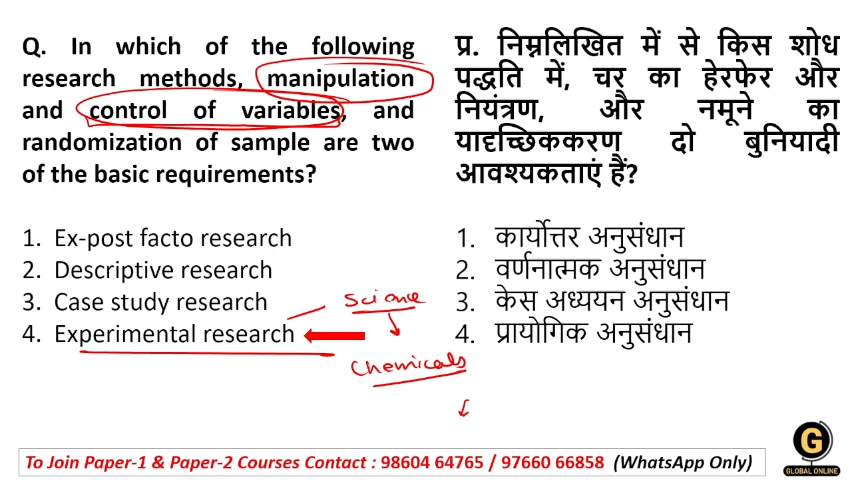 Q. In which of the following
research methods, manipulation
and control of variables, and
randomization of sample are two
of the basic requirements?
1. Ex-post facto research
2. Descriptive research
3. Case study research
4. Experimental research
Science
Chemicals
प्र. निम्नलिखित में से किस शोध
पद्धति में, चर का हेरफेर और
नियंत्रण, और नमूने का
यादृच्छिककरण दो बुनियादी
आवश्यकताएं हैं?
1. कार्योत्तर अनुसंधान
2. वर्णनात्मक अनुसंधान
3. केस अध्ययन अनुसंधान
4. प्रायोगिक अनुसंधान
G
GLOBAL ONLINE
To Join Paper-1 & Paper-2 Courses Contact : 98604 64765 / 97660 66858 (WhatsApp Only)